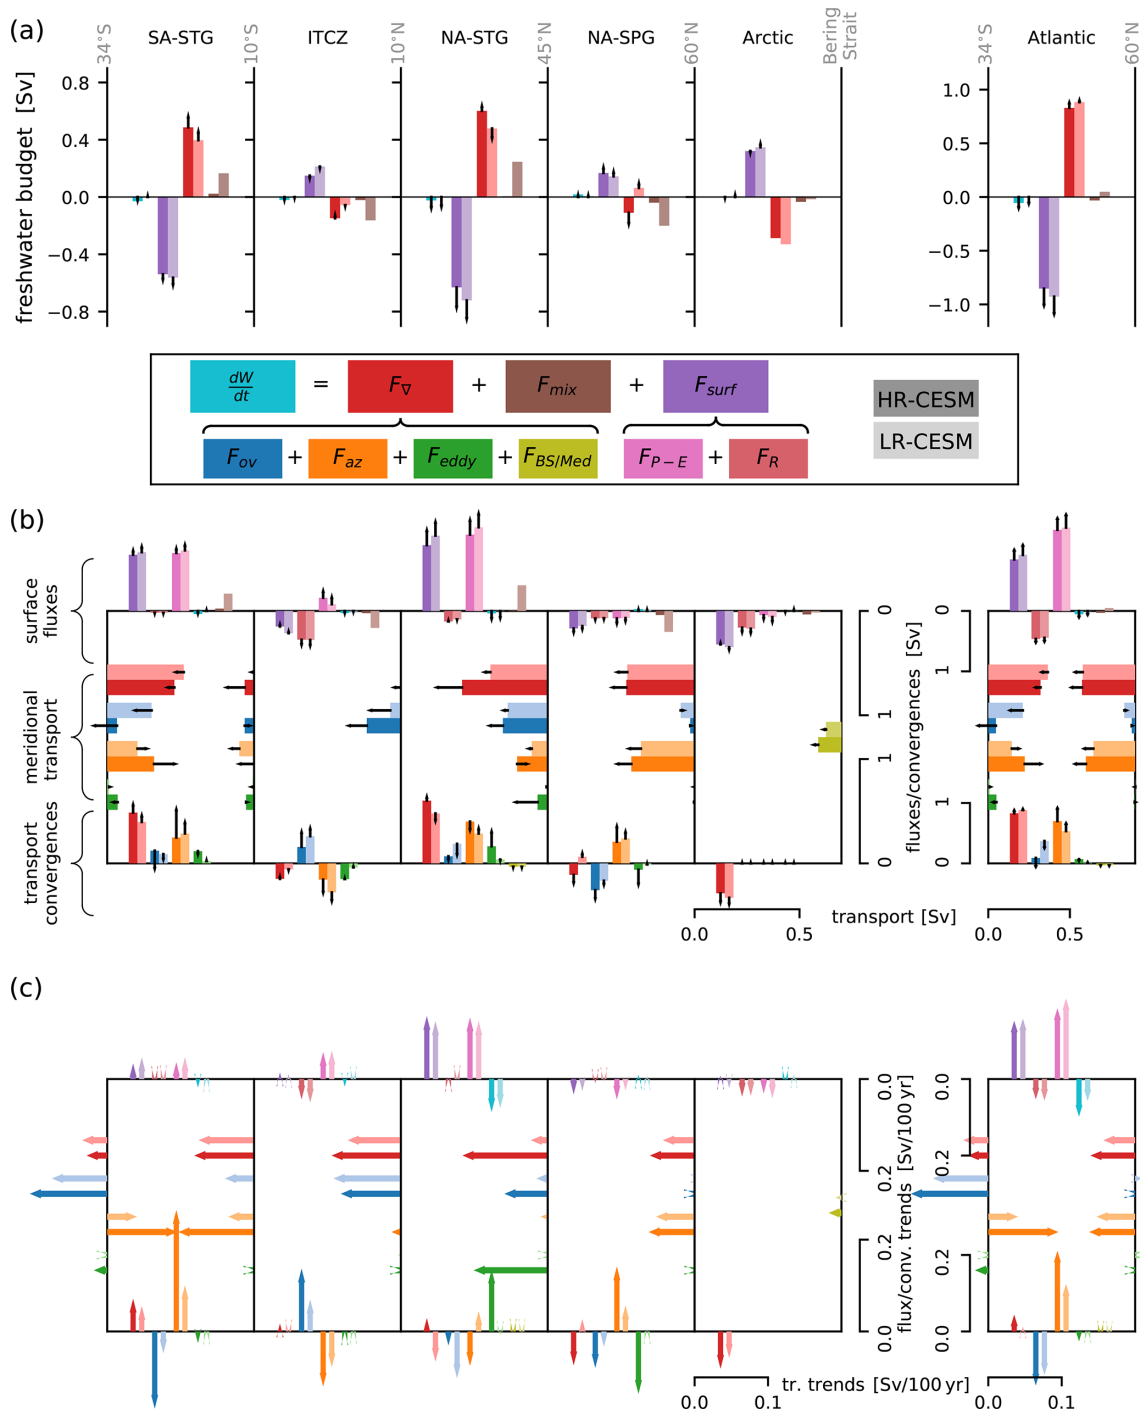 (a)
34°S
SA-STG
10°S
ITCZ
10°N
NA-STG
45°N
NA-SPG
60°N
Arctic
Bering
Strait
34°S
Atlantic
60°N
freshwater budget [Sv]
0.8
0.4
0.0
−0.4
−0.8
1.0
0.5
0.0
−0.5
−1.0
dW/dt = F∇ + Fmix + Fsurf
Fov + Faz + Feddy + FBS/Med
FP−E + FR
HR-CESM
LR-CESM
(b)
surface
fluxes
meridional
transport
transport
convergences
0
1
1
0
fluxes/convergences [Sv]
0
1
1
0
0.0
0.5
transport [Sv]
0.0
0.5
(c)
0.0
0.2
0.2
0.0
flux/conv. trends [Sv/100 yr]
0.0
0.2
0.2
0.0
0.0
0.1
tr. trends [Sv/100 yr]
0.0
0.1